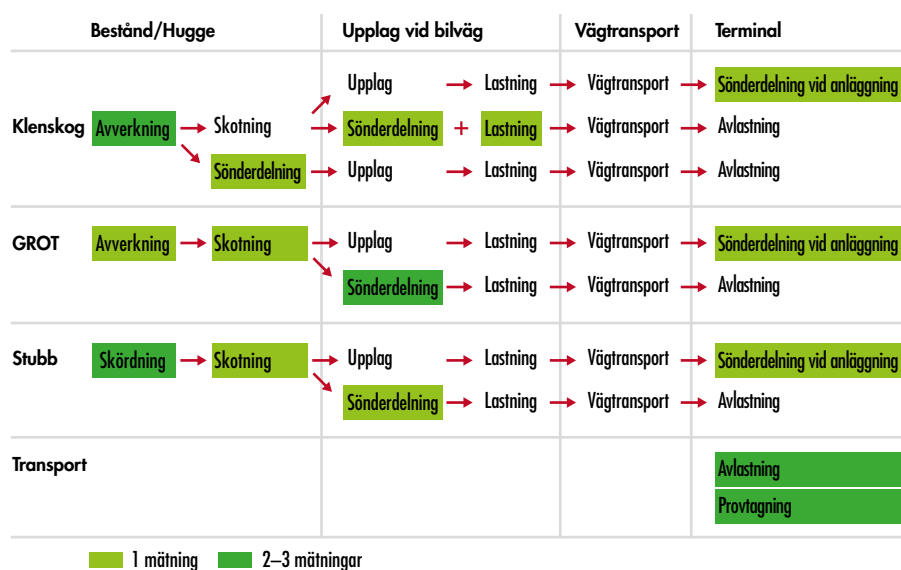 Bestånd/Hugge Upplag vid bilväg Vägtransport Terminal
Upplag Lastning Vägtransport Sönderdelning vid anläggning
Klenskog Avverkning Skotning Sönderdelning + Lastning Vägtransport Avlastning
Sönderdelning Upplag Lastning Vägtransport Avlastning
GROT Avverkning Skotning Upplag Lastning Vägtransport Sönderdelning vid anläggning
Sönderdelning Lastning Vägtransport Avlastning
Stubb Skördning Skotning Upplag Lastning Vägtransport Sönderdelning vid anläggning
Sönderdelning Lastning Vägtransport Avlastning
Transport Avlastning
Provtagning
1 mätning 2–3 mätningar